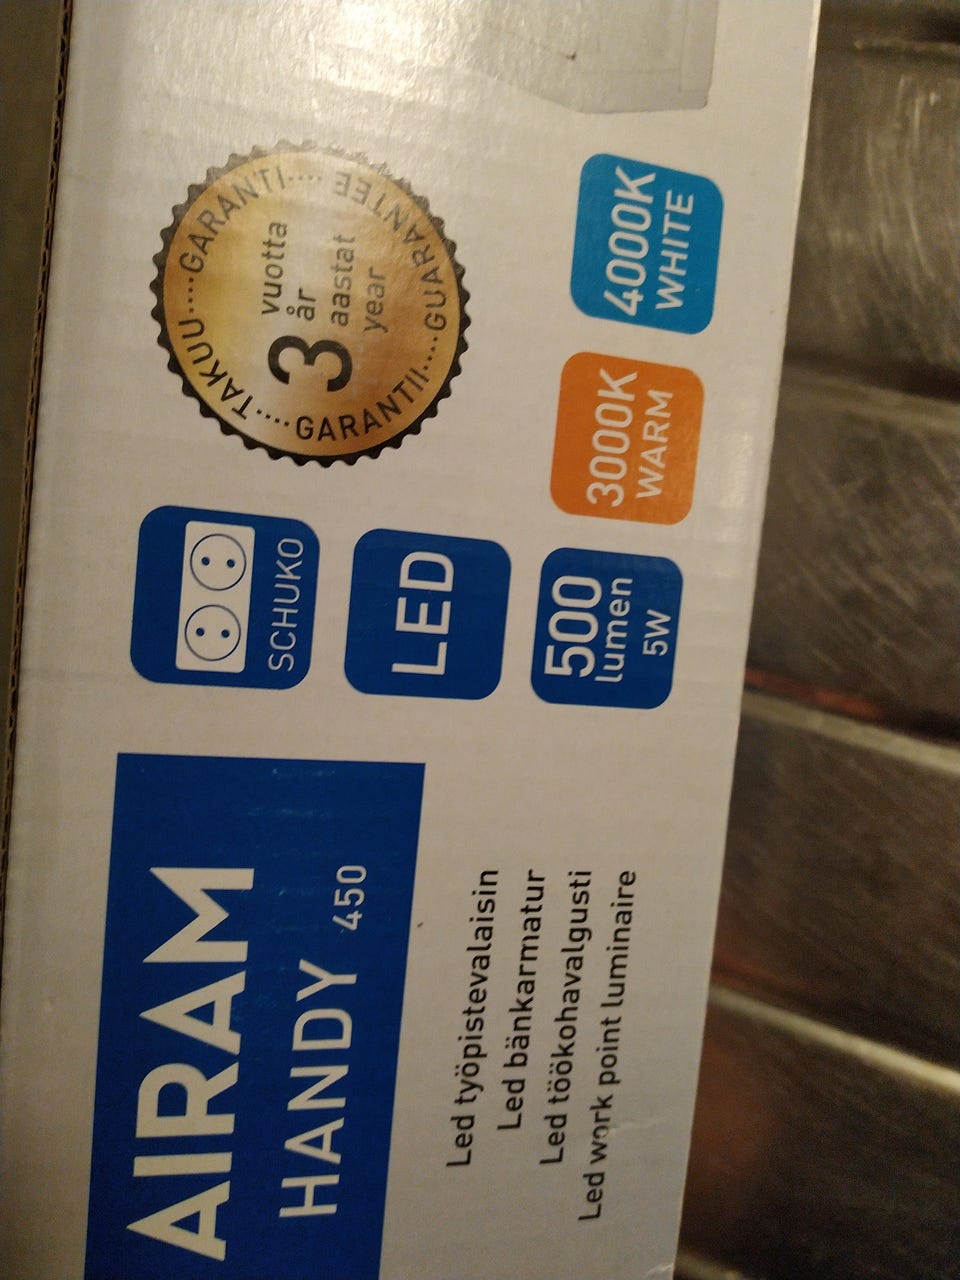 AIRAM
HANDY 450
Led työpistevalaisin
Led bänkarmatur
Led töökohavalgusti
Led work point luminaire
SCHUKO
LED
500
lumen
5W
3000K
WARM
4000K
WHITE
TAKUU....GARANTI....
GUARANTEE
GARANTII....
3
vuotta
år
aastat
year